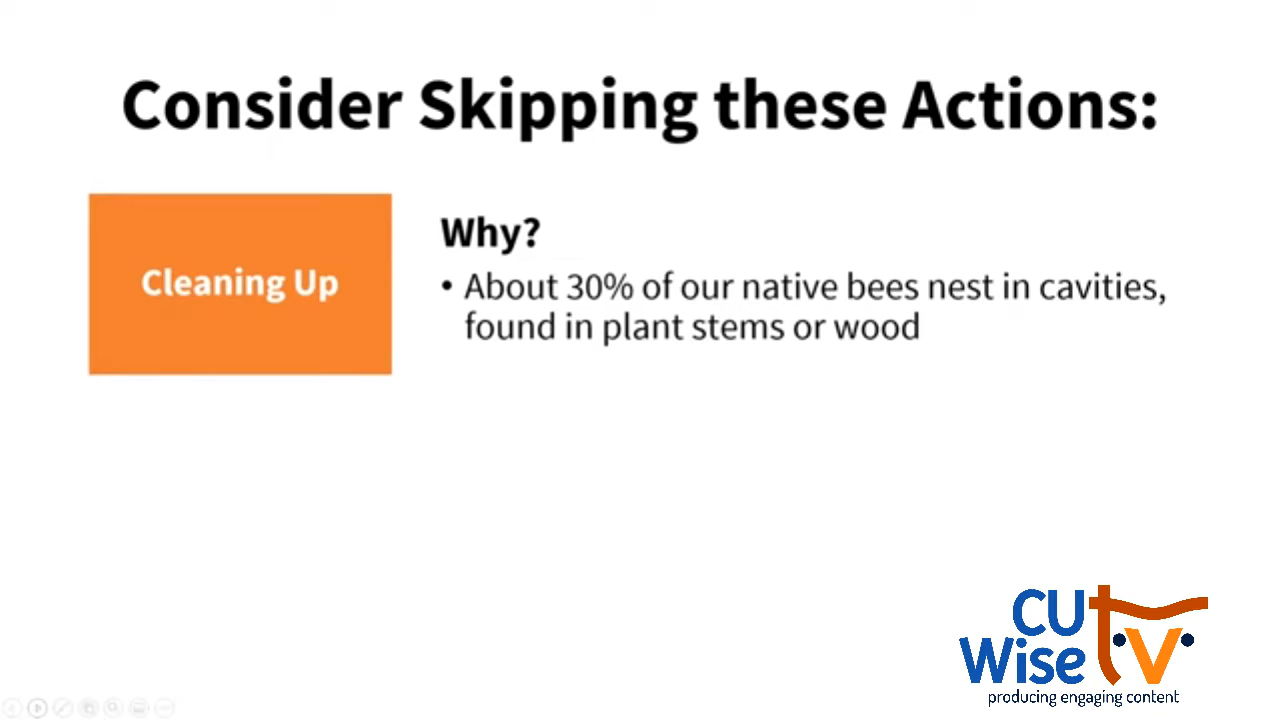 Consider Skipping these Actions:
Cleaning Up
Why?
• About 30% of our native bees nest in cavities,
found in plant stems or wood
CU
Wise tv
producing engaging content